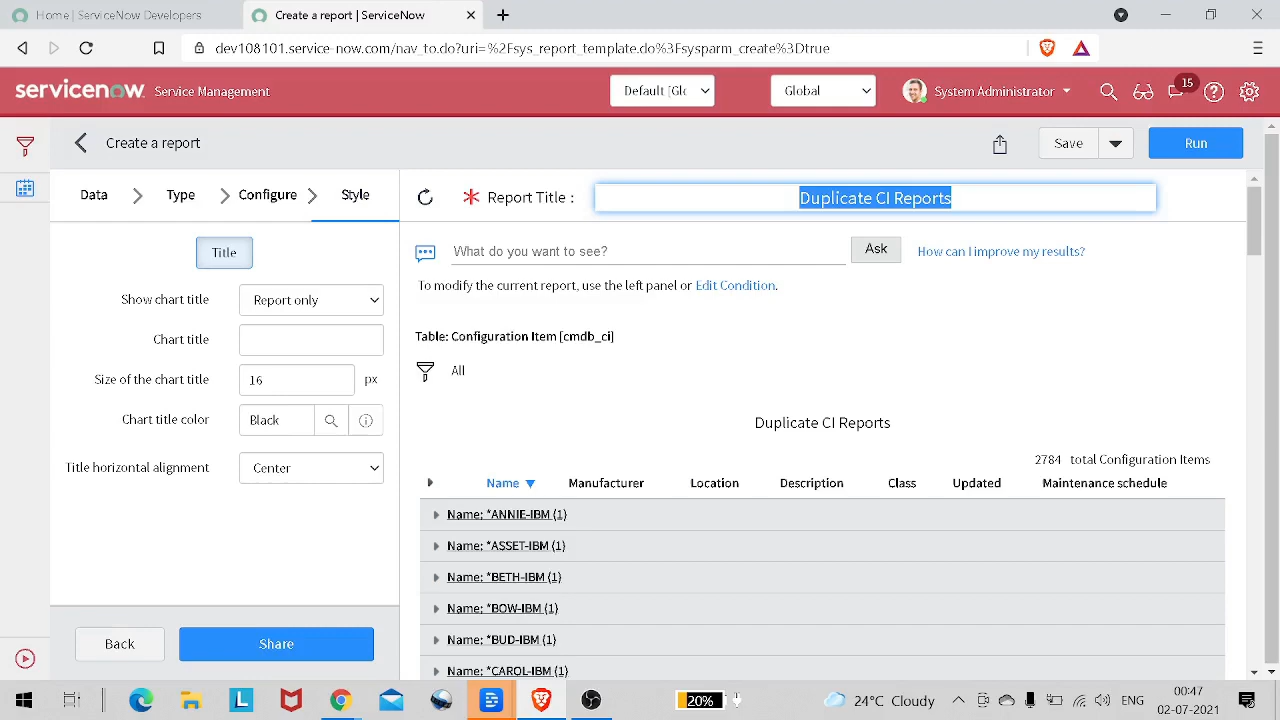 Home | ServiceNow Developers
Create a report | ServiceNow
dev108101.service-now.com/nav_to.do?uri=%2Fsys_report_template.do%3Fsysparm_create%3Dtrue
servicenow. Service Management
Default [Glo
Global
System Administrator
15
Create a report
Save
Run
Data
Type
Configure
Style
Report Title :
Duplicate CI Reports
Title
What do you want to see?
Ask
How can I improve my results?
To modify the current report, use the left panel or Edit Condition.
Show chart title
Report only
Chart title
Size of the chart title
16
px
Chart title color
Black
Title horizontal alignment
Center
Table: Configuration Item [cmdb_ci]
All
Duplicate CI Reports
2784 total Configuration Items
Name Manufacturer Location Description Class Updated Maintenance schedule
Name: *ANNIE-IBM (1)
Name: *ASSET-IBM (1)
Name: *BETH-IBM (1)
Name: *BOW-IBM (1)
Name: *BUD-IBM (1)
Name: *CAROL-IBM (1)
Back
Share
L
20%
24°C Cloudy
ENG
00:47
02-07-2021